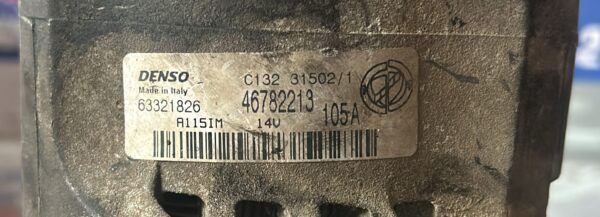 DENSO C132 31502/1
Made in Italy
63321826 46782213
A115IM 14V 105A